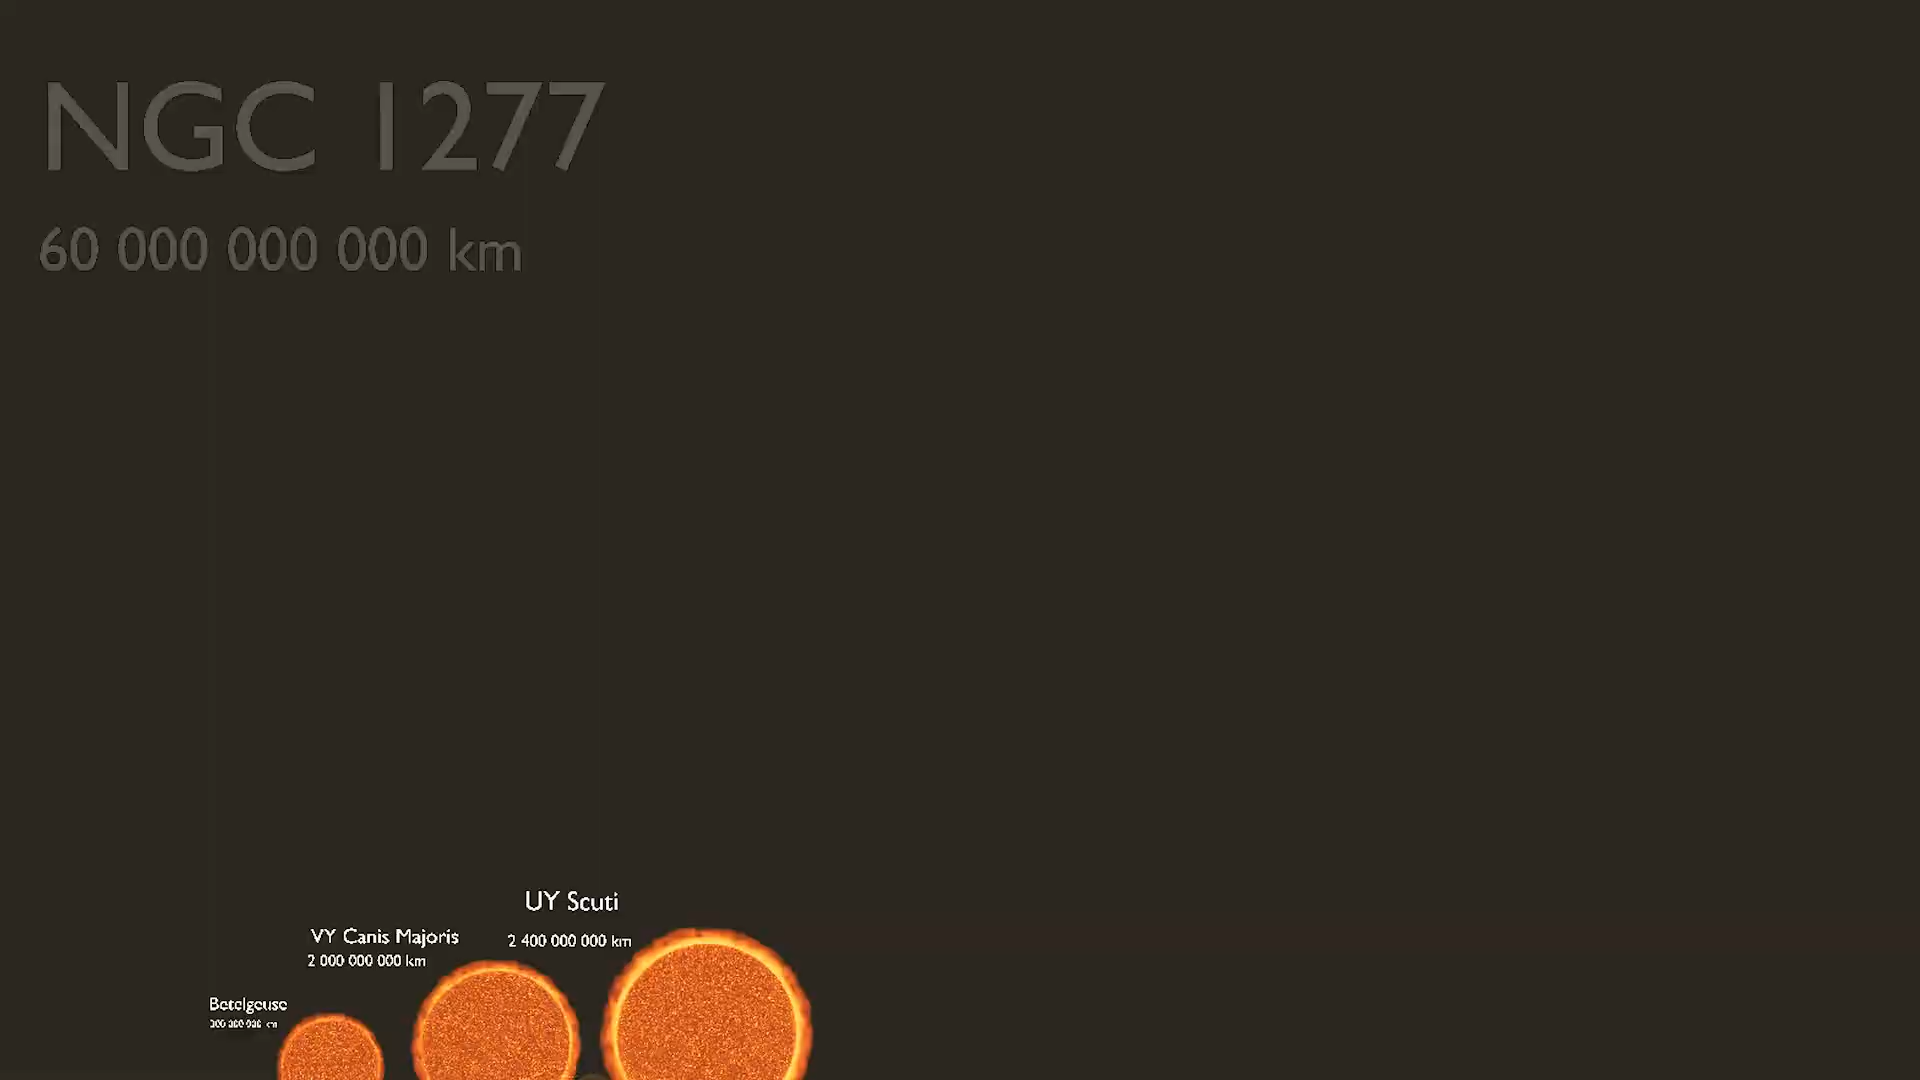 NGC 1277
60 000 000 000 km
UY Scuti
2 400 000 000 km
VY Canis Majoris
2 000 000 000 km
Betelgeuse
km